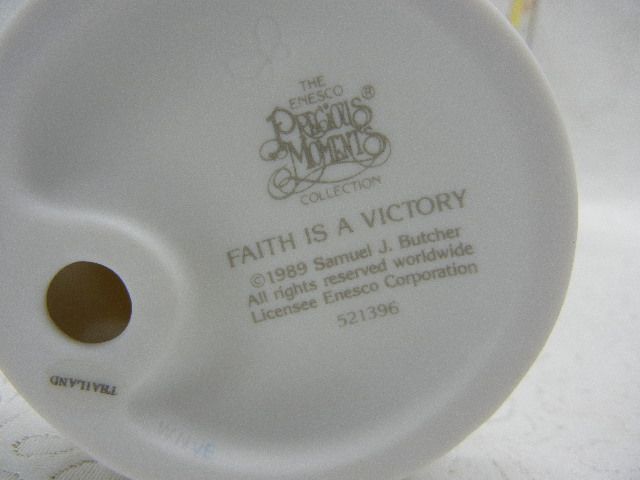 THE
ENESCO
PRECIOUS®
MOMENTS
COLLECTION
FAITH IS A VICTORY
©1989 Samuel J. Butcher
All rights reserved worldwide
Licensee Enesco Corporation
521396
THAILAND